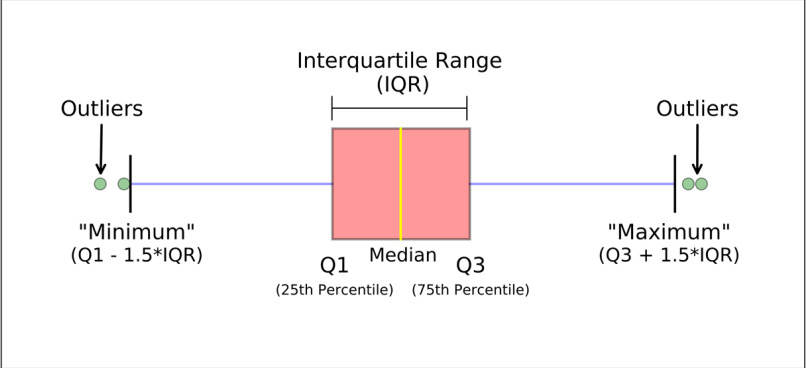 Interquartile Range
(IQR)
Outliers
Outliers
"Minimum"
(Q1 - 1.5*IQR)
"Maximum"
(Q3 + 1.5*IQR)
Median
Q1
Q3
(25th Percentile)
(75th Percentile)